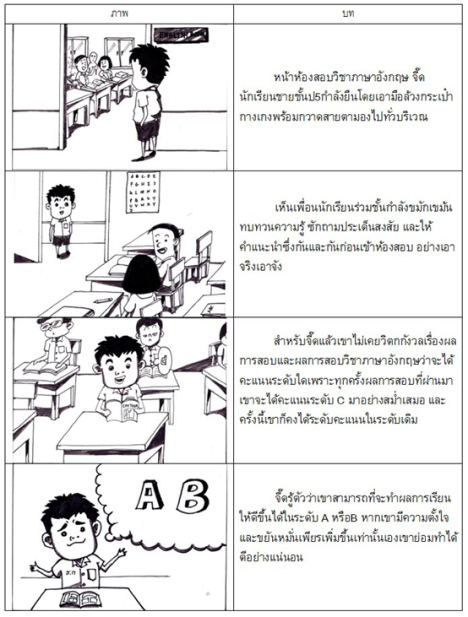 ภาพ
บท
ENGLISH
หน้าห้องสอบวิชาภาษาอังกฤษ จี๊ด
นักเรียนชายชั้นป5กำลังยืนโดยเอามือล้วงกระเป๋า
กางเกงพร้อมกวาดสายตามองไปทั่วบริเวณ
เห็นเพื่อนนักเรียนร่วมชั้นกำลังขมักเขม้น
ทบทวนความรู้ ซักถามประเด็นสงสัย และให้
คำแนะนำซึ่งกันและกันก่อนเข้าห้องสอบ อย่างเอา
จริงเอาจัง
สำหรับจี๊ดแล้วเขาไม่เคยวิตกกังวลเรื่องผล
การสอบและผลการสอบวิชาภาษาอังกฤษว่าจะได้
คะแนนระดับใดเพราะทุกครั้งผลการสอบที่ผ่านมา
เขาจะได้คะแนนระดับ C มาอย่างสม่ำเสมอ และ
ครั้งนี้เขาก็คงได้ระดับคะแนนในระดับเดิม
A B
จี๊ดรู้ตัวว่าเขาสามารถที่จะทำผลการเรียน
ให้ดีขึ้นได้ในระดับ A หรือB หากเขามีความตั้งใจ
และขยันหมั่นเพียรเพิ่มขึ้นเท่านั้นเองเขาย่อมทำได้
ดีอย่างแน่นอน